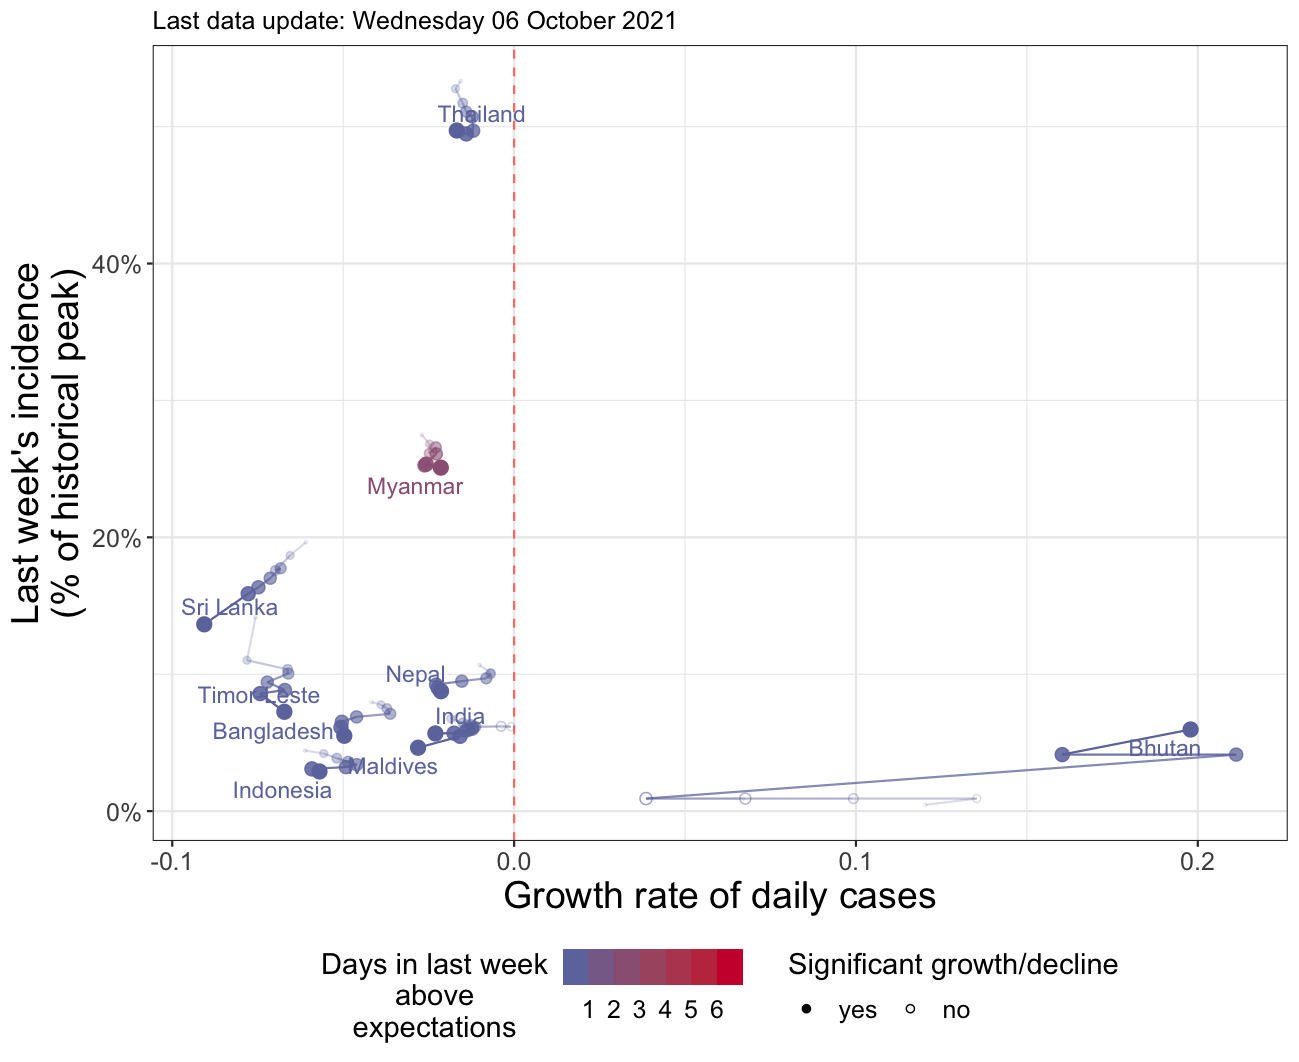 Last data update: Wednesday 06 October 2021
Last week's incidence
(% of historical peak)
40%
20%
0%
Thailand
Myanmar
Sri Lanka
Nepal
Timor-Leste
India
Bangladesh
Bhutan
Maldives
Indonesia
-0.1 0.0 0.1 0.2
Growth rate of daily cases
Days in last week
above
expectations
1 2 3 4 5 6
Significant growth/decline
yes no